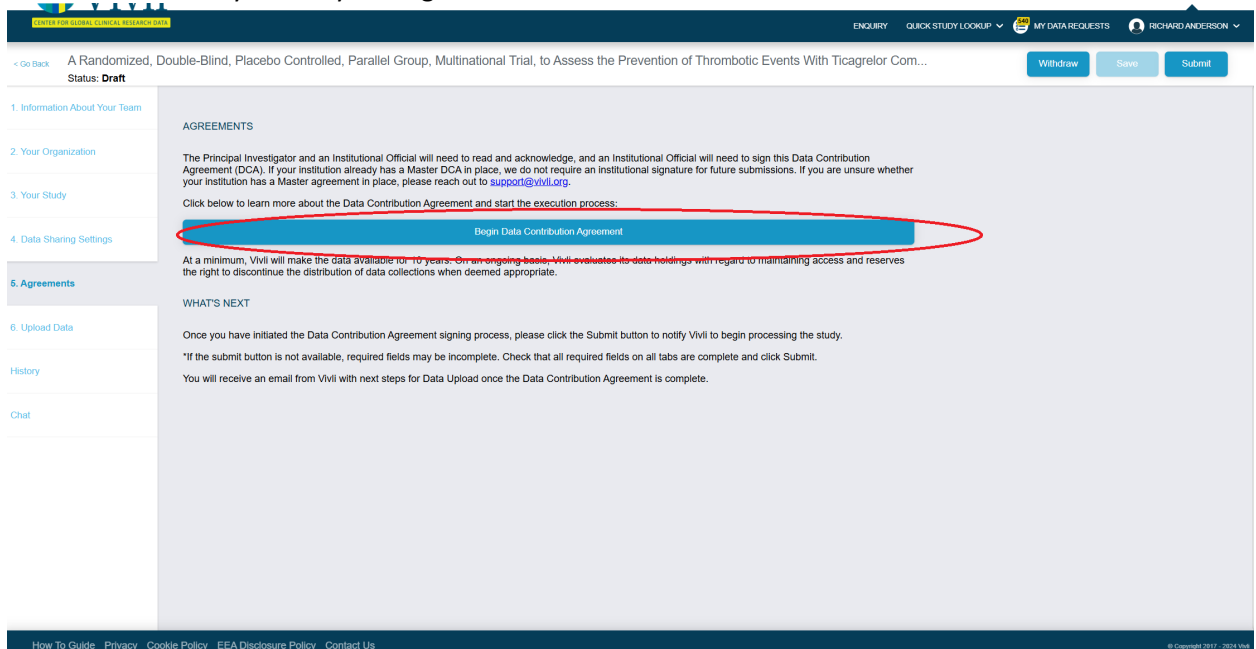 VIVLI
CENTER FOR GLOBAL CLINICAL RESEARCH DATA
ENQUIRY QUICK STUDY LOOKUP 540 MY DATA REQUESTS RICHARD ANDERSON
< Go Back A Randomized, Double-Blind, Placebo Controlled, Parallel Group, Multinational Trial, to Assess the Prevention of Thrombotic Events With Ticagrelor Com...
Status: Draft
Withdraw Save Submit
1. Information About Your Team
2. Your Organization
3. Your Study
4. Data Sharing Settings
5. Agreements
6. Upload Data
History
Chat
AGREEMENTS
The Principal Investigator and an Institutional Official will need to read and acknowledge, and an Institutional Official will need to sign this Data Contribution
Agreement (DCA). If your institution already has a Master DCA in place, we do not require an institutional signature for future submissions. If you are unsure whether
your institution has a Master agreement in place, please reach out to support@vivli.org.
Click below to learn more about the Data Contribution Agreement and start the execution process:
Begin Data Contribution Agreement
At a minimum, Vivli will make the data available for 10 years. On an ongoing basis, Vivli evaluates its data holdings with regard to maintaining access and reserves
the right to discontinue the distribution of data collections when deemed appropriate.
WHAT'S NEXT
Once you have initiated the Data Contribution Agreement signing process, please click the Submit button to notify Vivli to begin processing the study.
*If the submit button is not available, required fields may be incomplete. Check that all required fields on all tabs are complete and click Submit.
You will receive an email from Vivli with next steps for Data Upload once the Data Contribution Agreement is complete.
How To Guide Privacy Cookie Policy EEA Disclosure Policy Contact Us
© Copyright 2017 - 2024 Vivli